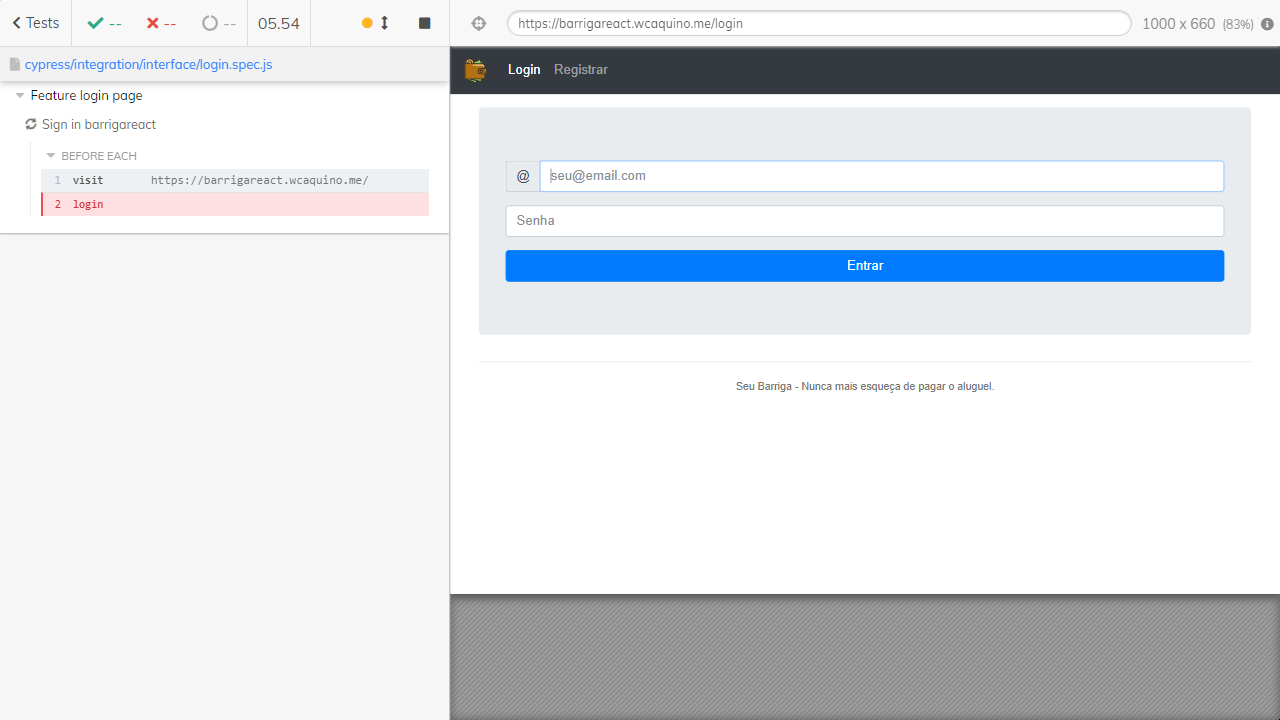 Tests -- -- -- 05.54
https://barrigareact.wcaquino.me/login 1000 x 660 (83%)
cypress/integration/interface/login.spec.js
Feature login page
Sign in barrigareact
BEFORE EACH
1 visit https://barrigareact.wcaquino.me/
2 login
Login Registrar
@ seu@email.com
Senha
Entrar
Seu Barriga - Nunca mais esqueça de pagar o aluguel.